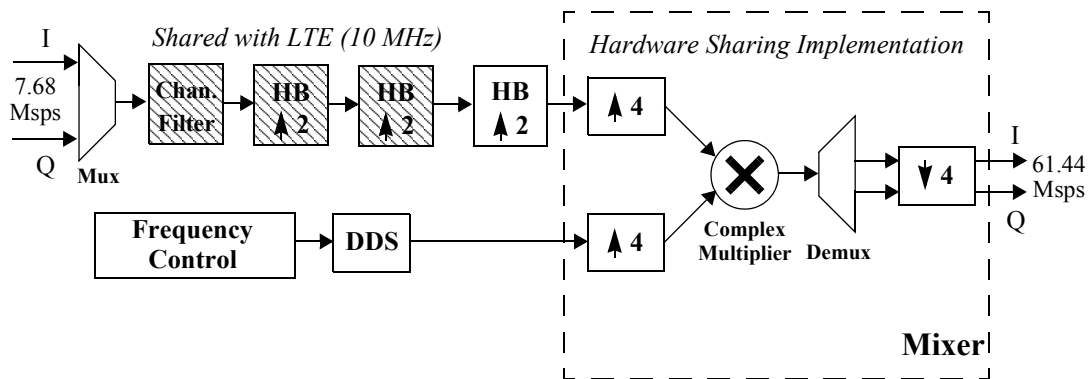 I
7.68
Msps
Q
Mux
Shared with LTE (10 MHz)
Chan.
Filter
HB
2
HB
2
HB
2
Hardware Sharing Implementation
4
Complex
Multiplier
Demux
4
I
61.44
Msps
Q
Frequency
Control
DDS
4
Mixer